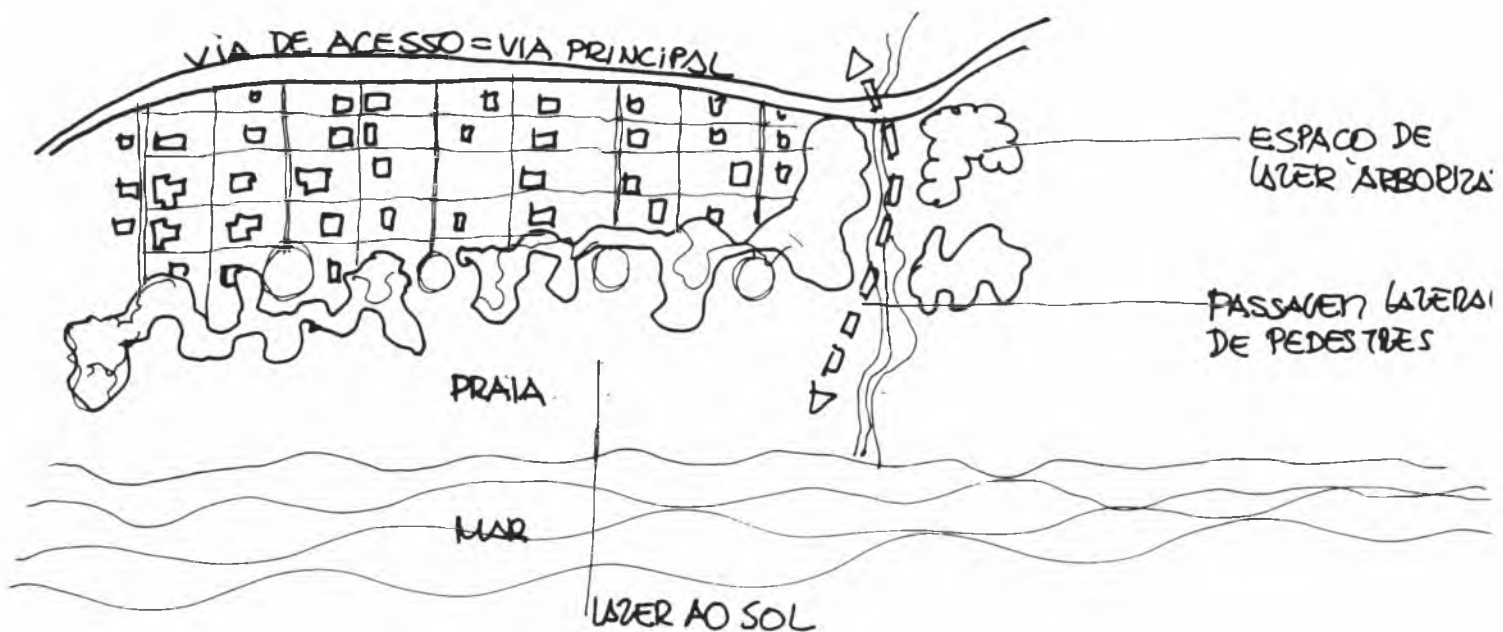 VIA DE ACESSO = VIA PRINCIPAL
ESPACO DE
LAZER ARBORIZA
PASSAGEM LATERAL
DE PEDESTRES
PRAIA
MAR
LAZER AO SOL